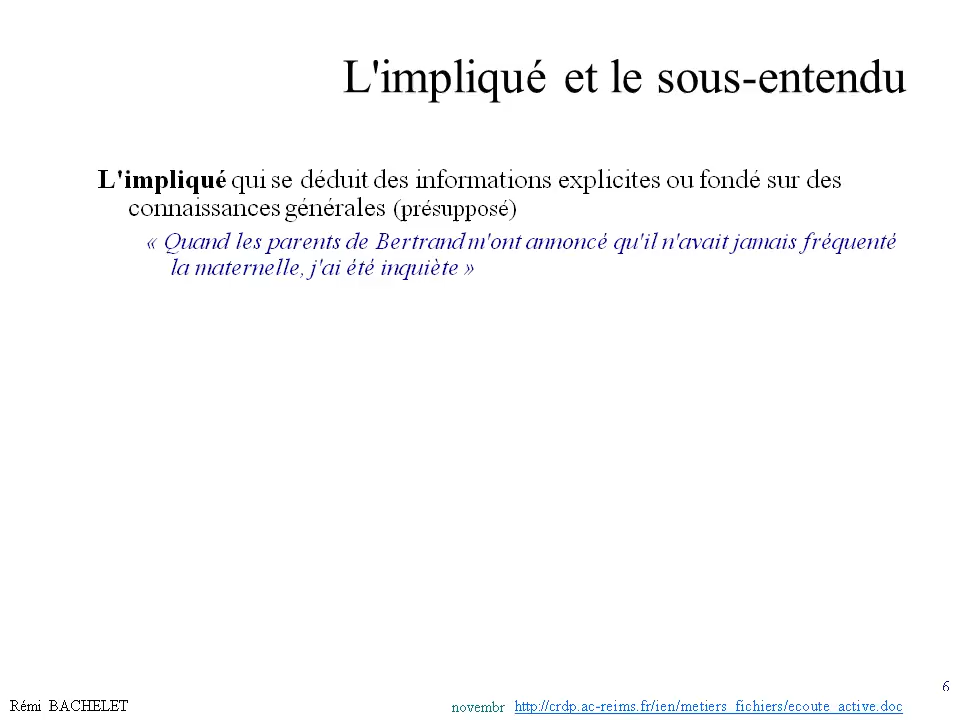 L'impliqué et le sous-entendu
L'impliqué qui se déduit des informations explicites ou fondé sur des
connaissances générales (présupposé)
« Quand les parents de Bertrand m'ont annoncé qu'il n'avait jamais fréquenté
la maternelle, j'ai été inquiète »
6
Rémi BACHELET
novembr http://crdp.ac-reims.fr/ien/metiers_fichiers/ecoute_active.doc